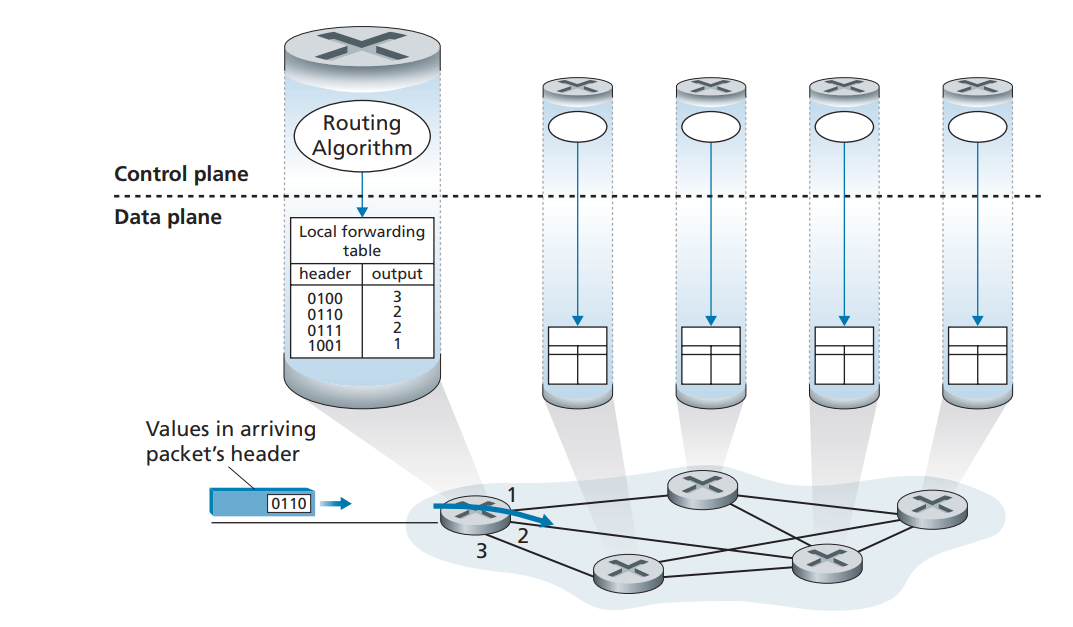 Routing
Algorithm
Control plane
Data plane
Local forwarding
table
header output
0100 3
0110 2
0111 2
1001 1
Values in arriving
packet’s header
0110
1
2
3